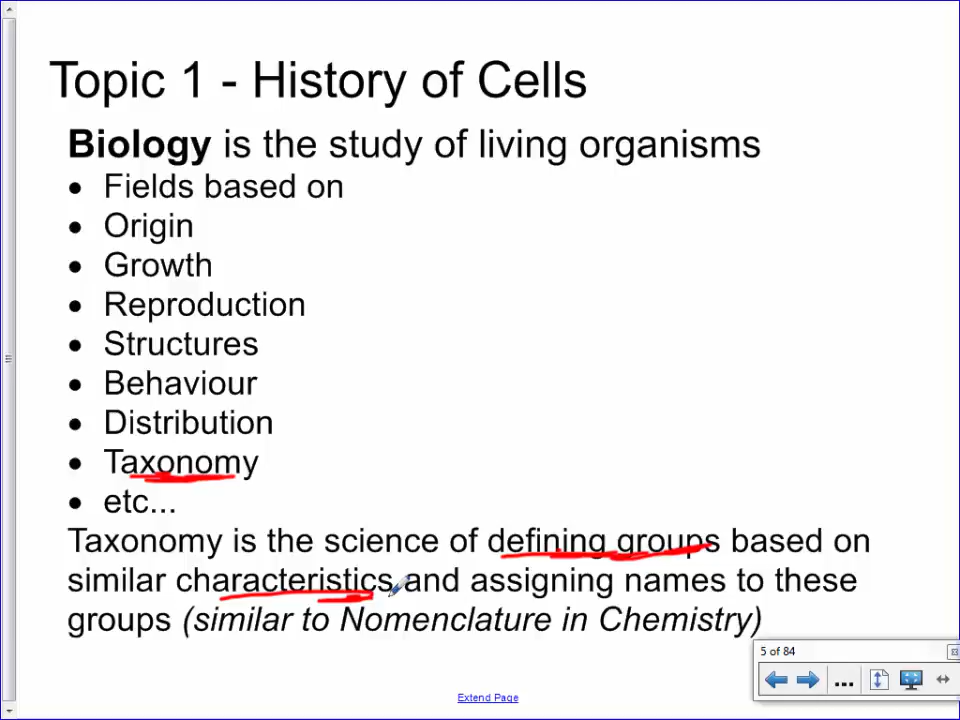 Topic 1 - History of Cells
Biology is the study of living organisms
• Fields based on
• Origin
• Growth
• Reproduction
• Structures
• Behaviour
• Distribution
• Taxonomy
• etc...
Taxonomy is the science of defining groups based on
similar characteristics and assigning names to these
groups (similar to Nomenclature in Chemistry)
5 of 84
...
Extend Page